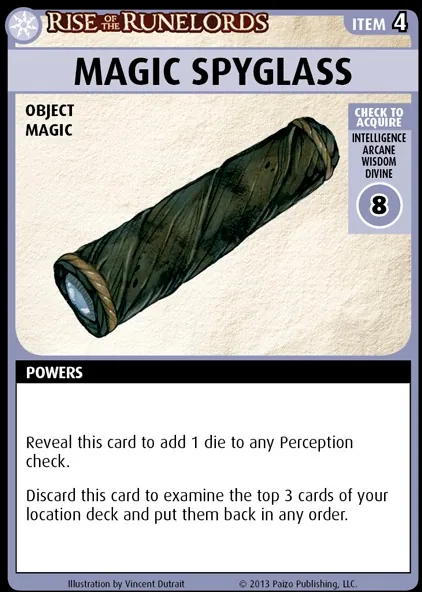 RISE OF THE RUNELORDS
ITEM 4
MAGIC SPYGLASS
OBJECT
MAGIC
CHECK TO
ACQUIRE
INTELLIGENCE
ARCANE
WISDOM
DIVINE
8
POWERS
Reveal this card to add 1 die to any Perception
check.
Discard this card to examine the top 3 cards of your
location deck and put them back in any order.
Illustration by Vincent Dutrait
© 2013 Paizo Publishing, LLC.